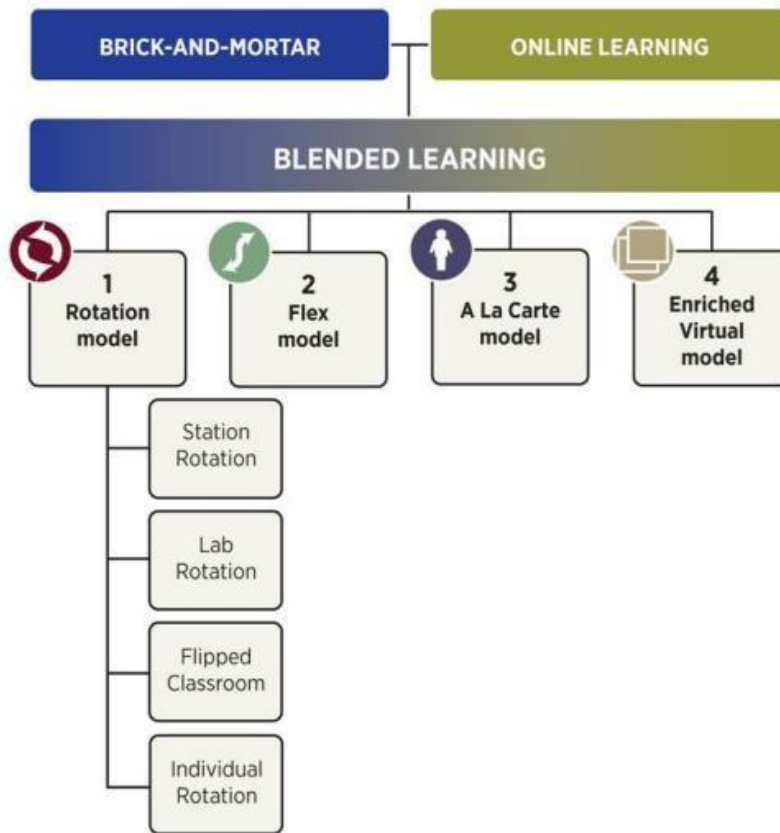 BRICK-AND-MORTAR
ONLINE LEARNING
BLENDED LEARNING
1
Rotation
model
2
Flex
model
3
A La Carte
model
4
Enriched
Virtual
model
Station
Rotation
Lab
Rotation
Flipped
Classroom
Individual
Rotation